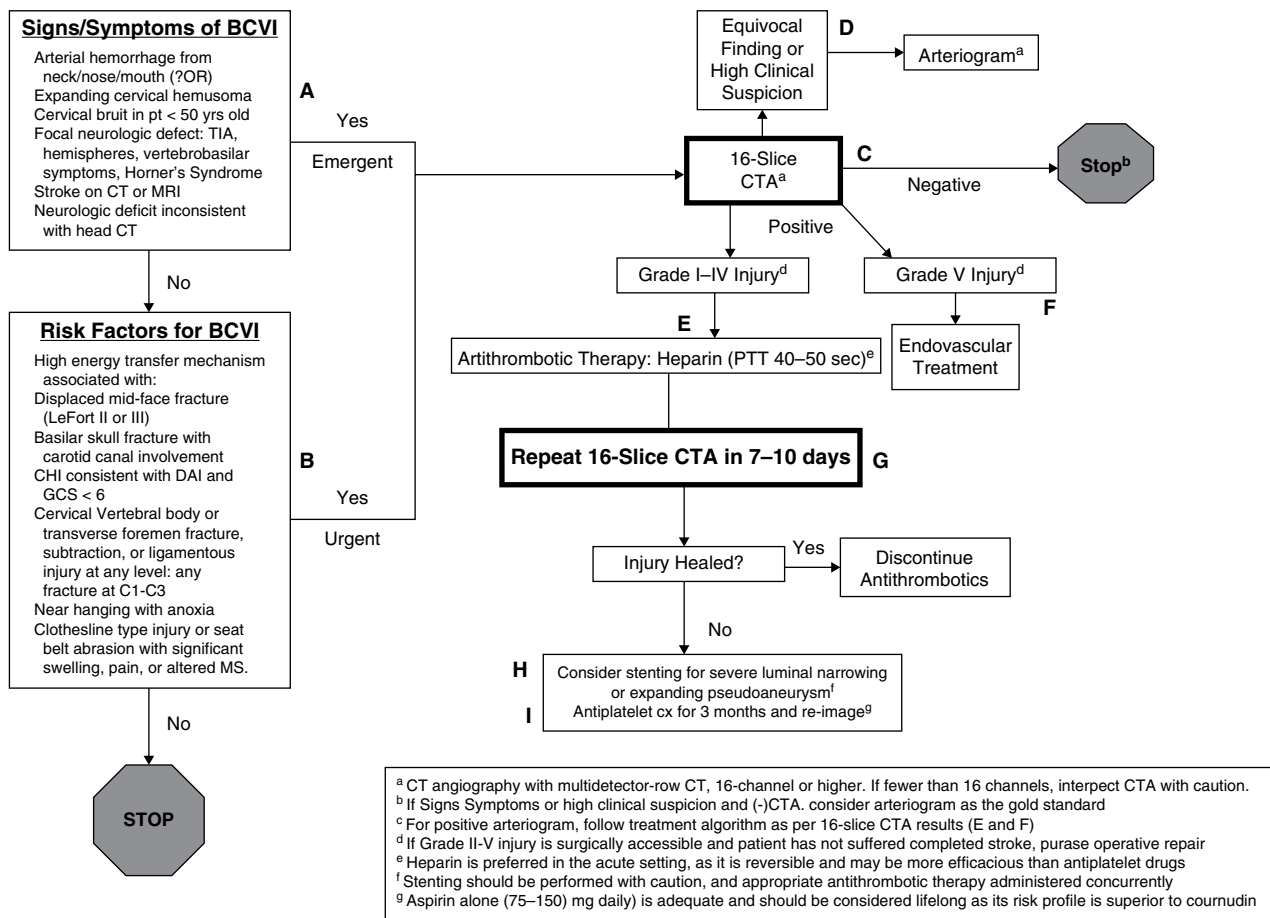 Signs/Symptoms of BCVI
Arterial hemorrhage from
neck/nose/mouth (?OR)
Expanding cervical hemusoma
Cervical bruit in pt < 50 yrs old
Focal neurologic defect: TIA,
hemispheres, vertebrobasilar
symptoms, Horner's Syndrome
Stroke on CT or MRI
Neurologic deficit inconsistent
with head CT
A
Yes
Emergent
No
Risk Factors for BCVI
High energy transfer mechanism
associated with:
Displaced mid-face fracture
(LeFort II or III)
Basilar skull fracture with
carotid canal involvement
CHI consistent with DAI and
GCS < 6
Cervical Vertebral body or
transverse foremen fracture,
subtraction, or ligamentous
injury at any level: any
fracture at C1-C3
Near hanging with anoxia
Clothesline type injury or seat
belt abrasion with significant
swelling, pain, or altered MS.
B
Yes
Urgent
No
STOP
Equivocal
Finding or
High Clinical
Suspicion
D
Arteriogram^a
16-Slice
CTA^a
C
Negative
Stop^b
Positive
Grade I–IV Injury^d
Grade V Injury^d
E
F
Artithrombotic Therapy: Heparin (PTT 40–50 sec)^e
Endovascular
Treatment
Repeat 16-Slice CTA in 7–10 days
G
Injury Healed?
Yes
Discontinue
Antithrombotics
No
H
Consider stenting for severe luminal narrowing
or expanding pseudoaneurysm^f
I
Antiplatelet cx for 3 months and re-image^g
^a CT angiography with multidetector-row CT, 16-channel or higher. If fewer than 16 channels, interpect CTA with caution.
^b If Signs Symptoms or high clinical suspicion and (-)CTA. consider arteriogram as the gold standard
^c For positive arteriogram, follow treatment algorithm as per 16-slice CTA results (E and F)
^d If Grade II-V injury is surgically accessible and patient has not suffered completed stroke, purase operative repair
^e Heparin is preferred in the acute setting, as it is reversible and may be more efficacious than antiplatelet drugs
^f Stenting should be performed with caution, and appropriate antithrombotic therapy administered concurrently
^g Aspirin alone (75–150) mg daily) is adequate and should be considered lifelong as its risk profile is superior to cournudin